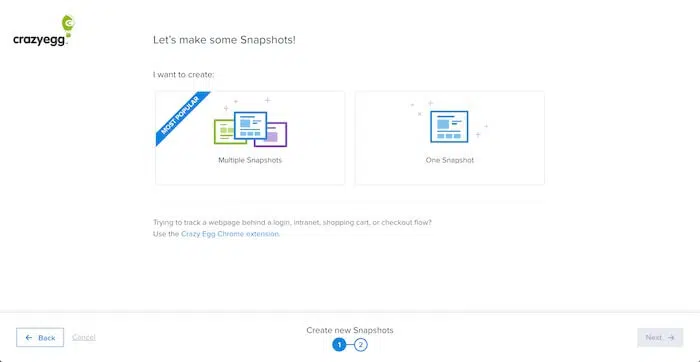 crazyegg
Let's make some Snapshots!
I want to create:
MOST POPULAR
Multiple Snapshots
One Snapshot
Trying to track a webpage behind a login, intranet, shopping cart, or checkout flow?
Use the Crazy Egg Chrome extension.
Create new Snapshots
← Back
Cancel
1
2
Next →